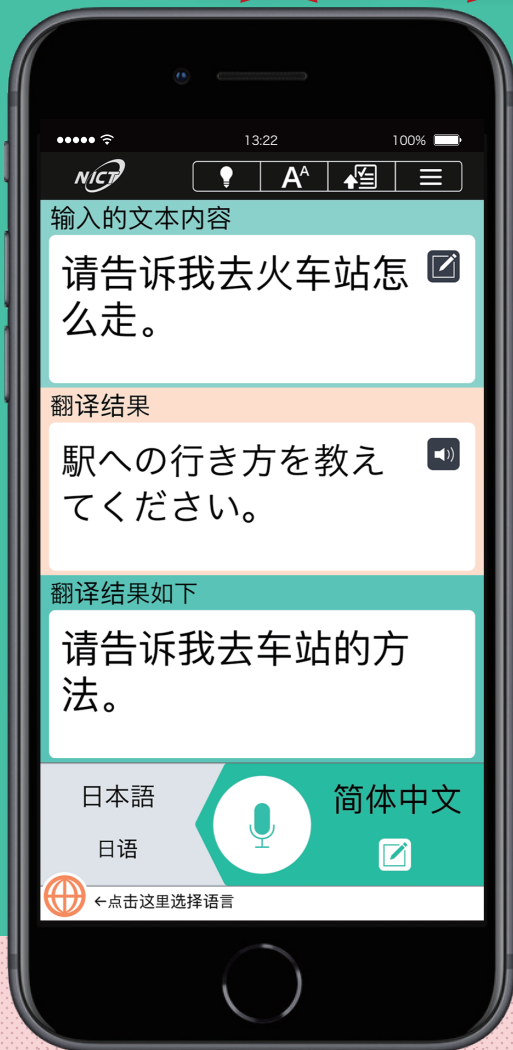 13:22
100%
NICT
AA
输入的文本内容
请告诉我去火车站怎
么走。
翻译结果
駅への行き方を教え
てください。
翻译结果如下
请告诉我去车站的方
法。
日本語
日语
简体中文
←点击这里选择语言